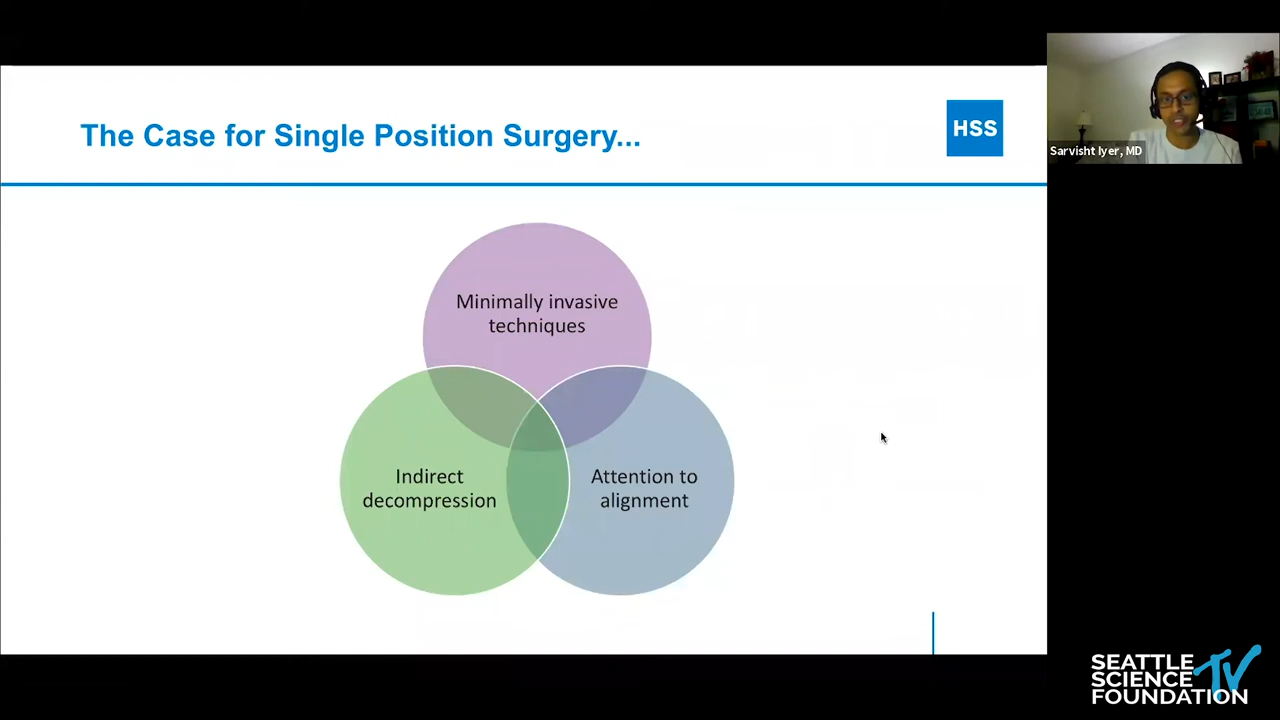 The Case for Single Position Surgery...
HSS
Sarvisht Iyer, MD
Minimally invasive
techniques
Indirect
decompression
Attention to
alignment
SEATTLE
SCIENCE
FOUNDATION
TV